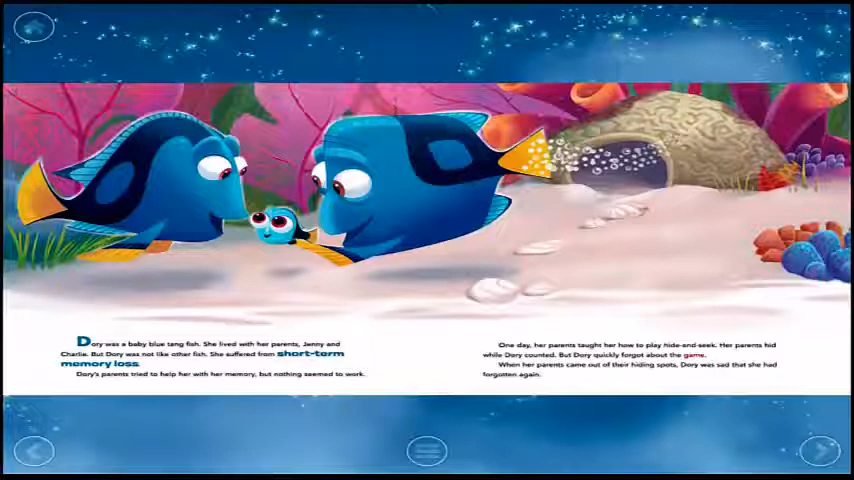 Dory was a baby blue tang fish. She lived with her parents, Jenny and
Charlie. But Dory was not like other fish. She suffered from short-term
memory loss.
Dory's parents tried to help her with her memory, but nothing seemed to work.
One day, her parents taught her how to play hide-and-seek. Her parents hid
while Dory counted. But Dory quickly forgot about the game.
When her parents came out of their hiding spots, Dory was sad that she had
forgotten again.